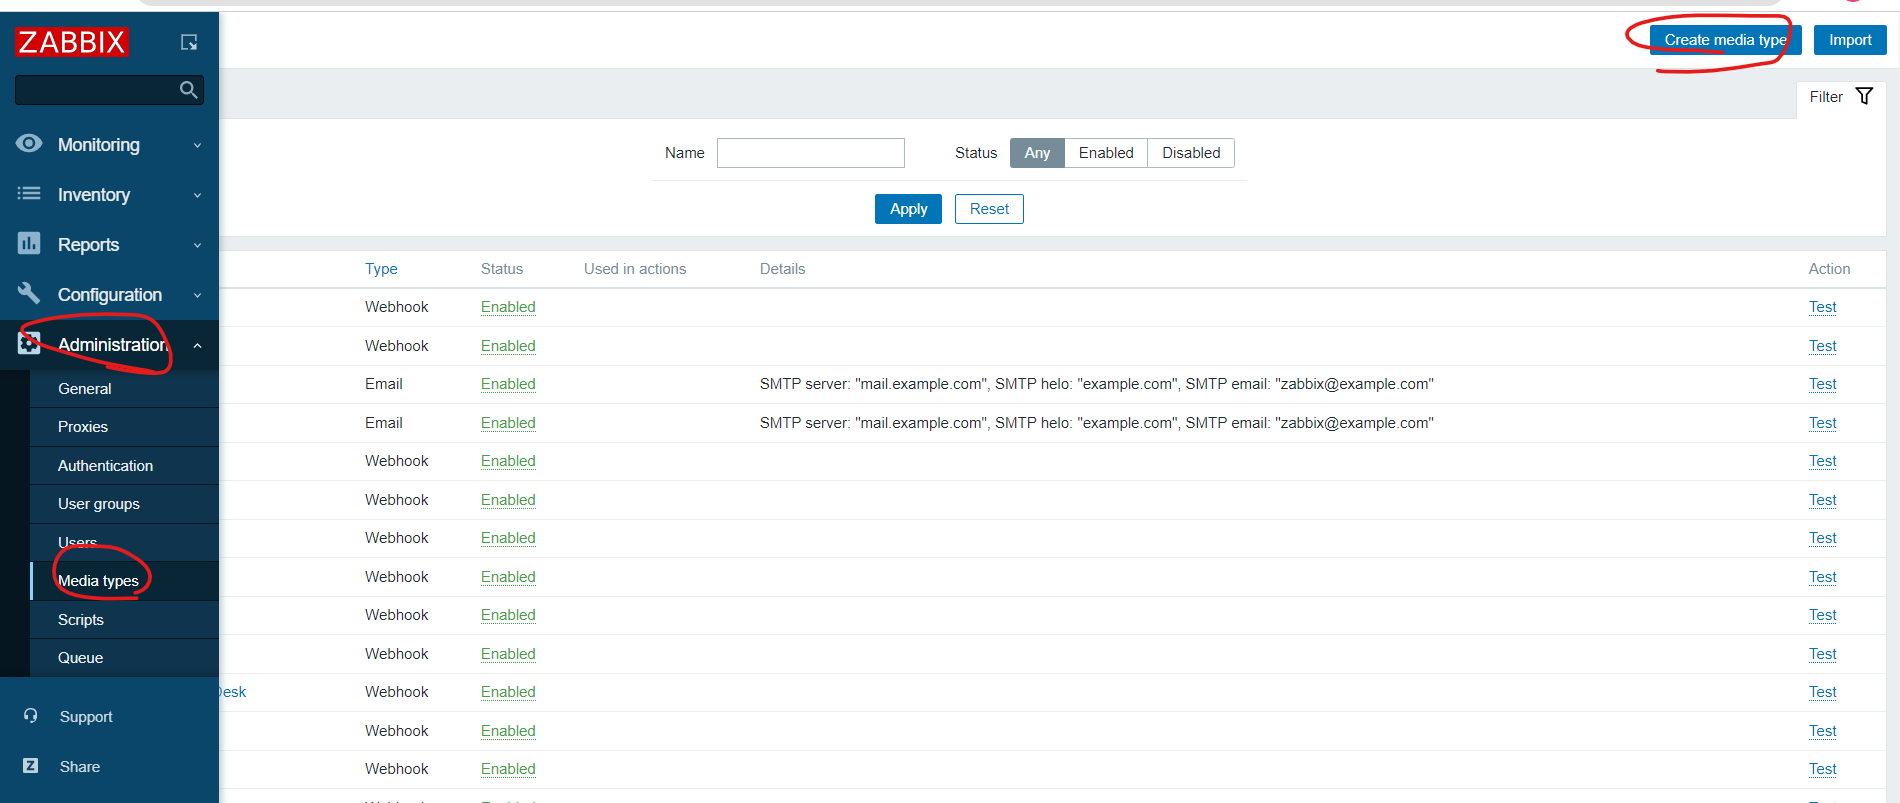 ZABBIX
Create media type Import
Filter
Monitoring
Name Status Any Enabled Disabled
Inventory
Apply Reset
Reports
Type Status Used in actions Details Action
Configuration
Webhook Enabled Test
Administration
Webhook Enabled Test
General
Email Enabled SMTP server: "mail.example.com", SMTP helo: "example.com", SMTP email: "zabbix@example.com" Test
Proxies
Email Enabled SMTP server: "mail.example.com", SMTP helo: "example.com", SMTP email: "zabbix@example.com" Test
Authentication
Webhook Enabled Test
User groups
Webhook Enabled Test
Users
Webhook Enabled Test
Media types
Webhook Enabled Test
Scripts
Webhook Enabled Test
Queue
Webhook Enabled Test
Desk Webhook Enabled Test
Support
Webhook Enabled Test
Share
Webhook Enabled Test